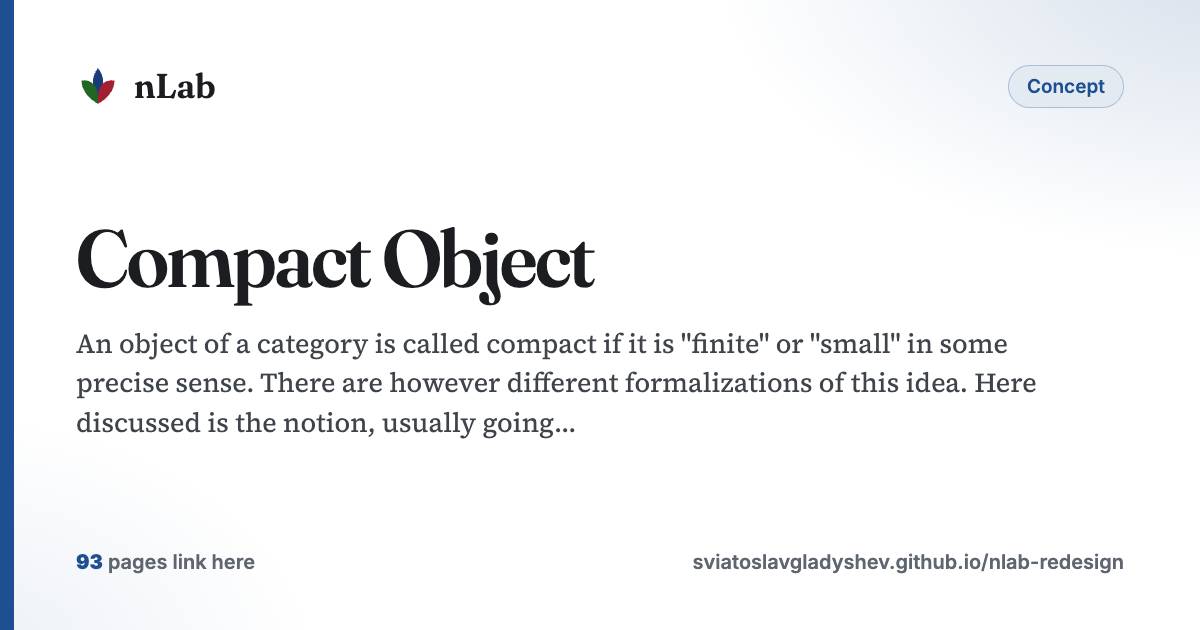 nLab
Concept
Compact Object
An object of a category is called compact if it is "finite" or "small" in some
precise sense. There are however different formalizations of this idea. Here
discussed is the notion, usually going...
93 pages link here
sviatoslavgladyshev.github.io/nlab-redesign